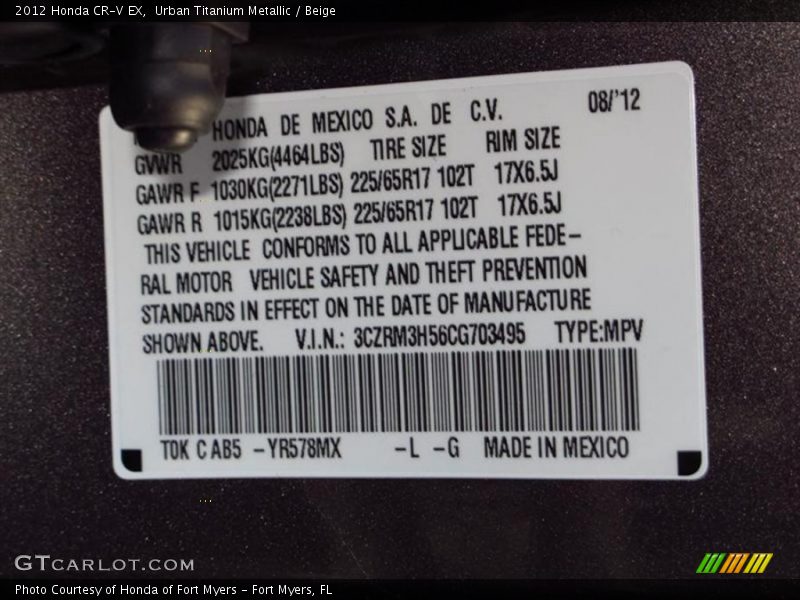 2012 Honda CR-V EX,  Urban Titanium Metallic / Beige
HONDA DE MEXICO S.A. DE C.V. 08/'12
GVWR 2025KG(4464LBS) TIRE SIZE RIM SIZE
GAWR F 1030KG(2271LBS) 225/65R17 102T 17X6.5J
GAWR R 1015KG(2238LBS) 225/65R17 102T 17X6.5J
THIS VEHICLE CONFORMS TO ALL APPLICABLE FEDE-
RAL MOTOR VEHICLE SAFETY AND THEFT PREVENTION
STANDARDS IN EFFECT ON THE DATE OF MANUFACTURE
SHOWN ABOVE. V.I.N.: 3CZRM3H56CG703495 TYPE:MPV
T0K C AB5 -YR578MX -L -G MADE IN MEXICO
GTCARLOT.COM
Photo Courtesy of Honda of Fort Myers - Fort Myers, FL